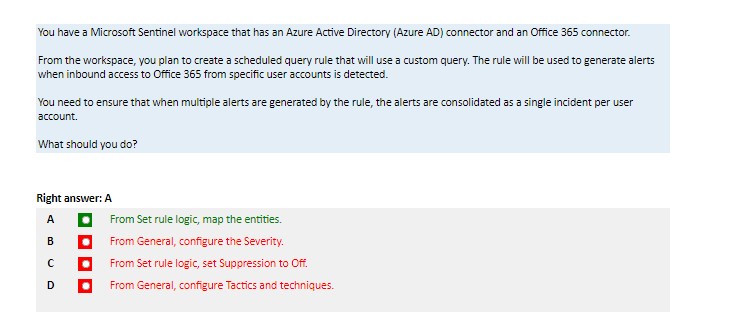 You have a Microsoft Sentinel workspace that has an Azure Active Directory (Azure AD) connector and an Office 365 connector.
From the workspace, you plan to create a scheduled query rule that will use a custom query. The rule will be used to generate alerts
when inbound access to Office 365 from specific user accounts is detected.
You need to ensure that when multiple alerts are generated by the rule, the alerts are consolidated as a single incident per user
account.
What should you do?
Right answer: A
A From Set rule logic, map the entities.
B From General, configure the Severity.
C From Set rule logic, set Suppression to Off.
D From General, configure Tactics and techniques.